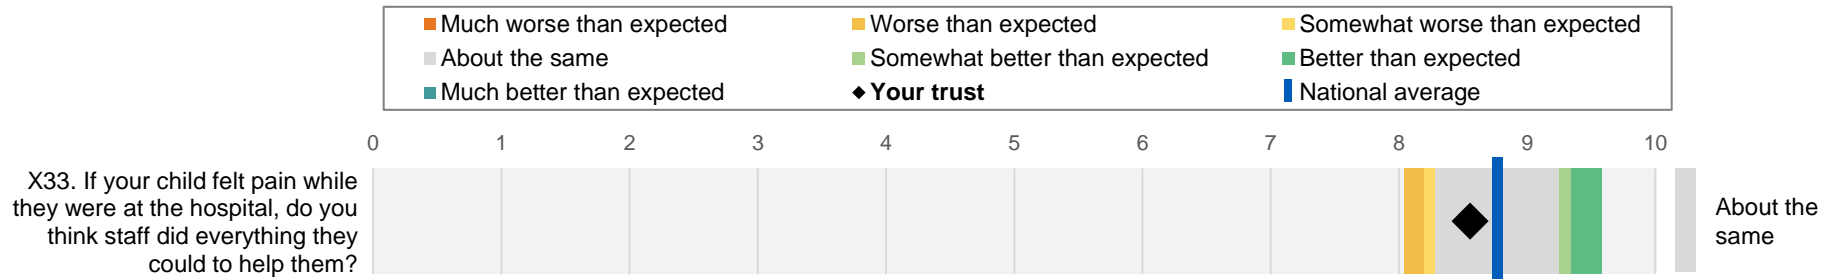 Much worse than expected
Worse than expected
Somewhat worse than expected
About the same
Somewhat better than expected
Better than expected
Much better than expected
Your trust
National average
0 1 2 3 4 5 6 7 8 9 10
X33. If your child felt pain while
they were at the hospital, do you
think staff did everything they
could to help them?
About the
same